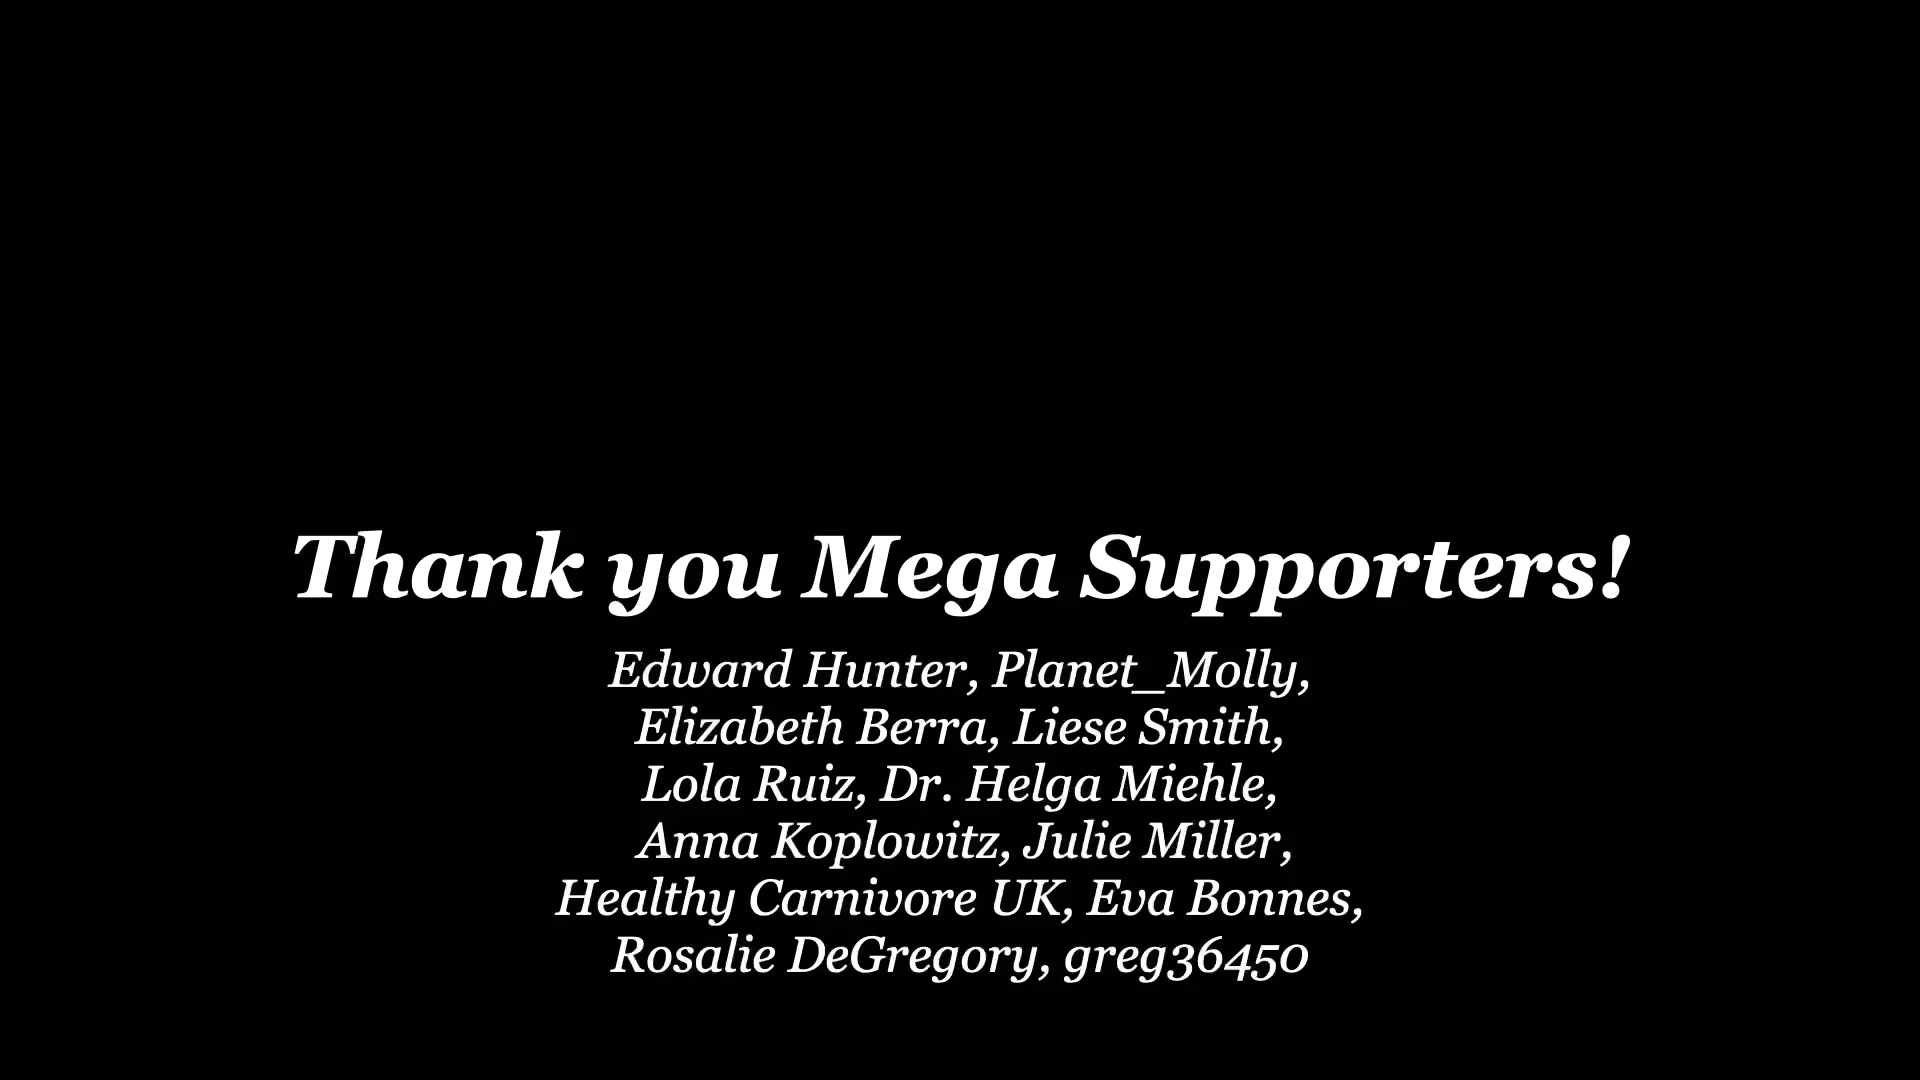 Thank you Mega Supporters!
Edward Hunter, Planet_Molly,
Elizabeth Berra, Liese Smith,
Lola Ruiz, Dr. Helga Miehle,
Anna Koplowitz, Julie Miller,
Healthy Carnivore UK, Eva Bonnes,
Rosalie DeGregory, greg36450